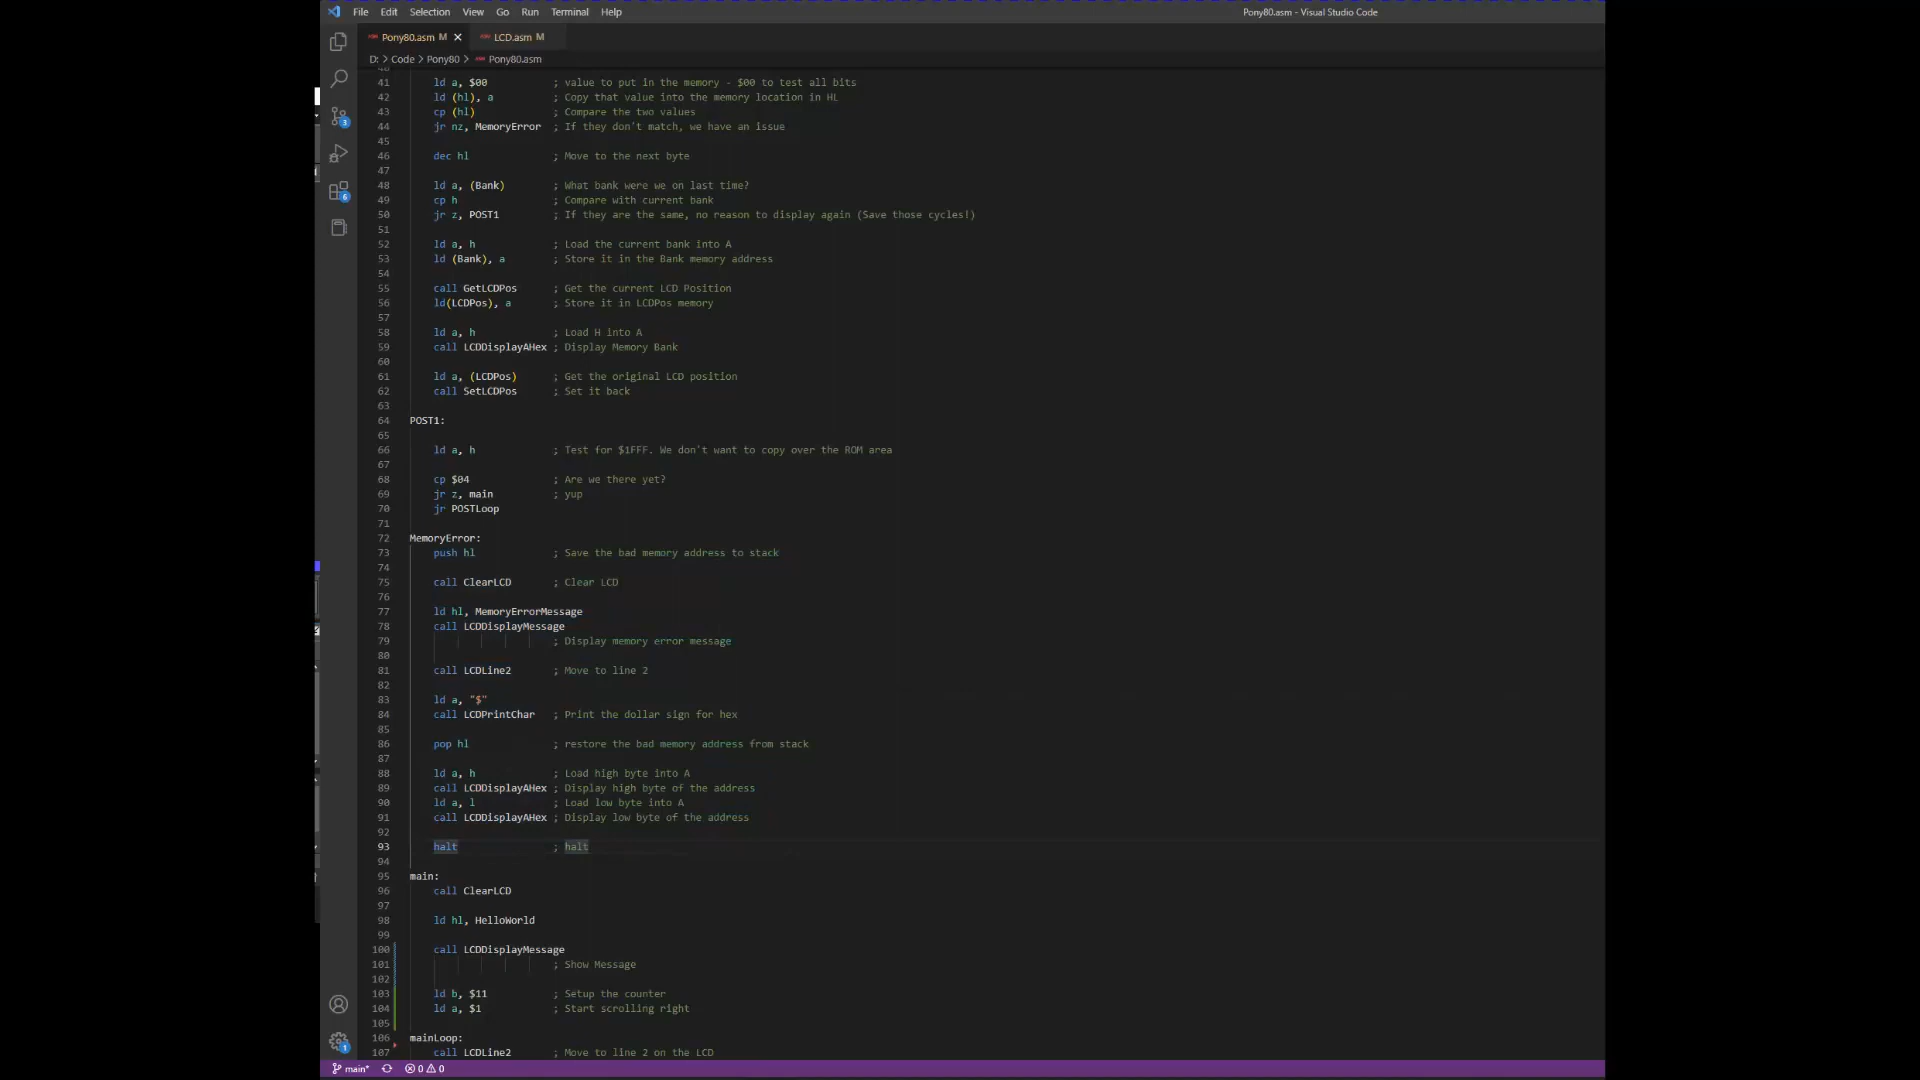 File Edit Selection View Go Run Terminal Help Pony80.asm - Visual Studio Code
Pony80.asm M LCD.asm M
D: > Code > Pony80 > Pony80.asm
41 ld a, $00 ; value to put in the memory - $00 to test all bits
42 ld (hl), a ; Copy that value into the memory location in HL
43 cp (hl) ; Compare the two values
44 jr nz, MemoryError ; If they don't match, we have an issue
45
46 dec hl ; Move to the next byte
47
48 ld a, (Bank) ; What bank were we on last time?
49 cp h ; Compare with current bank
50 jr z, POST1 ; If they are the same, no reason to display again (Save those cycles!)
51
52 ld a, h ; Load the current bank into A
53 ld (Bank), a ; Store it in the Bank memory address
54
55 call GetLCDPos ; Get the current LCD Position
56 ld(LCDPos), a ; Store it in LCDPos memory
57
58 ld a, h ; Load H into A
59 call LCDDisplayAHex ; Display Memory Bank
60
61 ld a, (LCDPos) ; Get the original LCD position
62 call SetLCDPos ; Set it back
63
64 POST1:
65
66 ld a, h ; Test for $1FFF. We don't want to copy over the ROM area
67
68 cp $04 ; Are we there yet?
69 jr z, main ; yup
70 jr POSTLoop
71
72 MemoryError:
73 push hl ; Save the bad memory address to stack
74
75 call ClearLCD ; Clear LCD
76
77 ld hl, MemoryErrorMessage
78 call LCDDisplayMessage
79 ; Display memory error message
80
81 call LCDLine2 ; Move to line 2
82
83 ld a, "$"
84 call LCDPrintChar ; Print the dollar sign for hex
85
86 pop hl ; restore the bad memory address from stack
87
88 ld a, h ; Load high byte into A
89 call LCDDisplayAHex ; Display high byte of the address
90 ld a, l ; Load low byte into A
91 call LCDDisplayAHex ; Display low byte of the address
92
93 halt ; halt
94
95 main:
96 call ClearLCD
97
98 ld hl, HelloWorld
99
100 call LCDDisplayMessage
101 ; Show Message
102
103 ld b, $11 ; Setup the counter
104 ld a, $1 ; Start scrolling right
105
106 mainLoop:
107 call LCDLine2 ; Move to line 2 on the LCD
3
6
1
main* 0 0